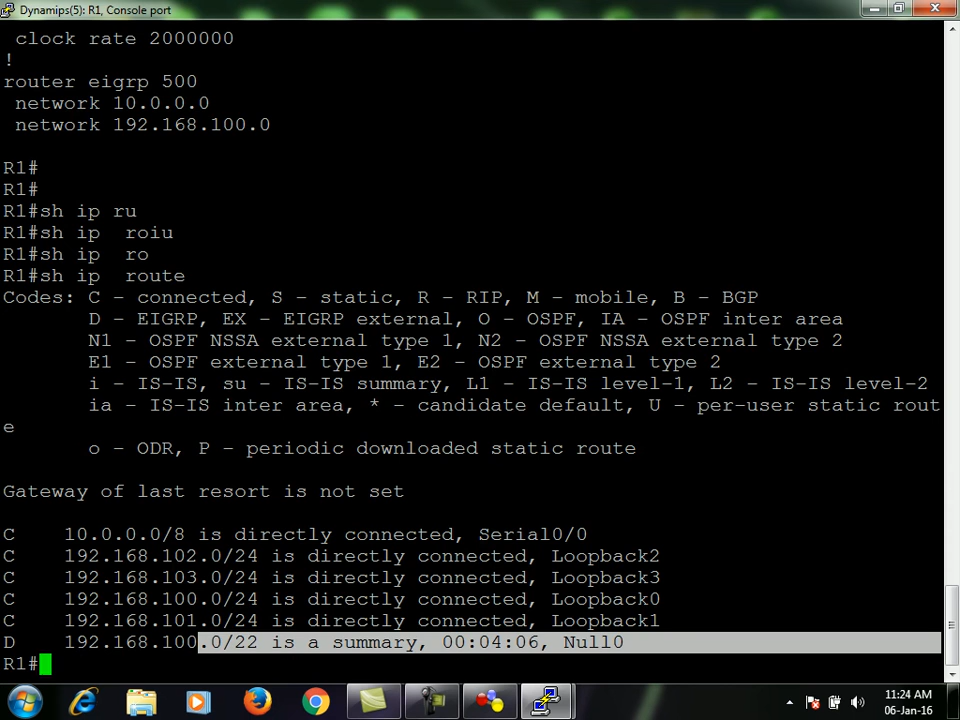 Dynamips(5): R1, Console port
 clock rate 2000000
!
router eigrp 500
 network 10.0.0.0
 network 192.168.100.0
R1#
R1#
R1#sh ip ru
R1#sh ip  roiu
R1#sh ip  ro
R1#sh ip  route
Codes: C - connected, S - static, R - RIP, M - mobile, B - BGP
       D - EIGRP, EX - EIGRP external, O - OSPF, IA - OSPF inter area
       N1 - OSPF NSSA external type 1, N2 - OSPF NSSA external type 2
       E1 - OSPF external type 1, E2 - OSPF external type 2
       i - IS-IS, su - IS-IS summary, L1 - IS-IS level-1, L2 - IS-IS level-2
       ia - IS-IS inter area, * - candidate default, U - per-user static rout
e
       o - ODR, P - periodic downloaded static route
Gateway of last resort is not set
C    10.0.0.0/8 is directly connected, Serial0/0
C    192.168.102.0/24 is directly connected, Loopback2
C    192.168.103.0/24 is directly connected, Loopback3
C    192.168.100.0/24 is directly connected, Loopback0
C    192.168.101.0/24 is directly connected, Loopback1
D    192.168.100.0/22 is a summary, 00:04:06, Null0
R1#
11:24 AM
06-Jan-16